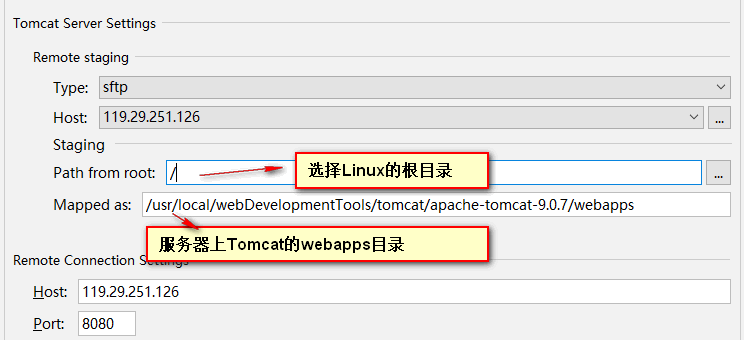 Tomcat Server Settings
Remote staging
Type: sftp
Host: 119.29.251.126 ...
Staging
Path from root: / ...
选择Linux的根目录
Mapped as: /usr/local/webDevelopmentTools/tomcat/apache-tomcat-9.0.7/webapps
服务器上Tomcat的webapps目录
Remote Connection Settings
Host: 119.29.251.126
Port: 8080